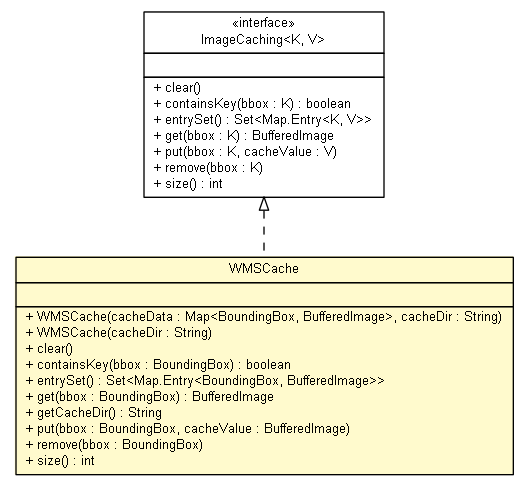 «interface»
ImageCaching<K, V>
+ clear()
+ containsKey(bbox : K) : boolean
+ entrySet() : Set<Map.Entry<K, V>>
+ get(bbox : K) : BufferedImage
+ put(bbox : K, cacheValue : V)
+ remove(bbox : K)
+ size() : int
WMSCache
+ WMSCache(cacheData : Map<BoundingBox, BufferedImage>, cacheDir : String)
+ WMSCache(cacheDir : String)
+ clear()
+ containsKey(bbox : BoundingBox) : boolean
+ entrySet() : Set<Map.Entry<BoundingBox, BufferedImage>>
+ get(bbox : BoundingBox) : BufferedImage
+ getCacheDir() : String
+ put(bbox : BoundingBox, cacheValue : BufferedImage)
+ remove(bbox : BoundingBox)
+ size() : int